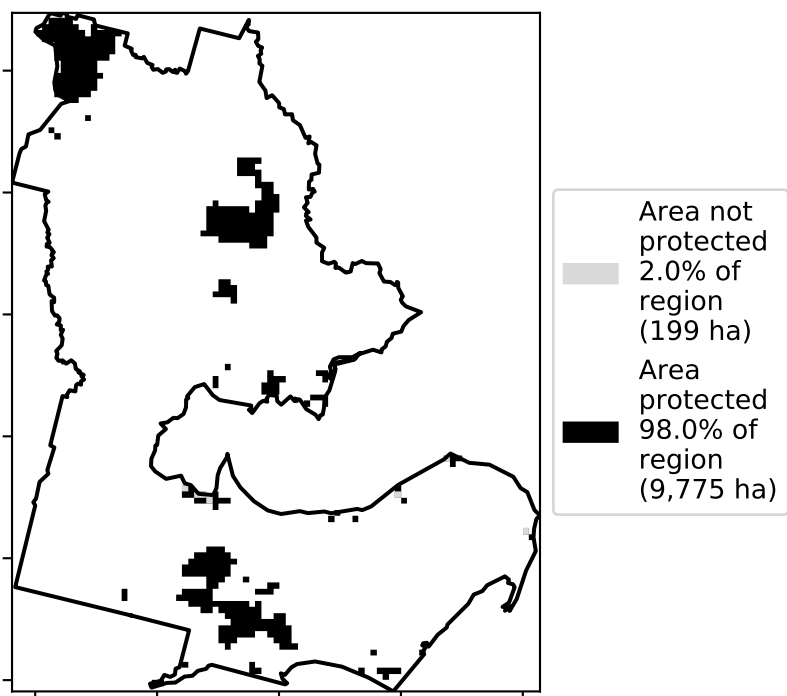 Area not
protected
2.0% of
region
(199 ha)
Area
protected
98.0% of
region
(9,775 ha)